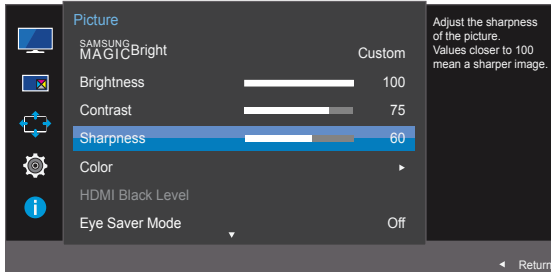 Picture
SAMSUNG
MAGICBright Custom
Brightness 100
Contrast 75
Sharpness 60
Color
HDMI Black Level
Eye Saver Mode Off
Adjust the sharpness
of the picture.
Values closer to 100
mean a sharper image.
Return